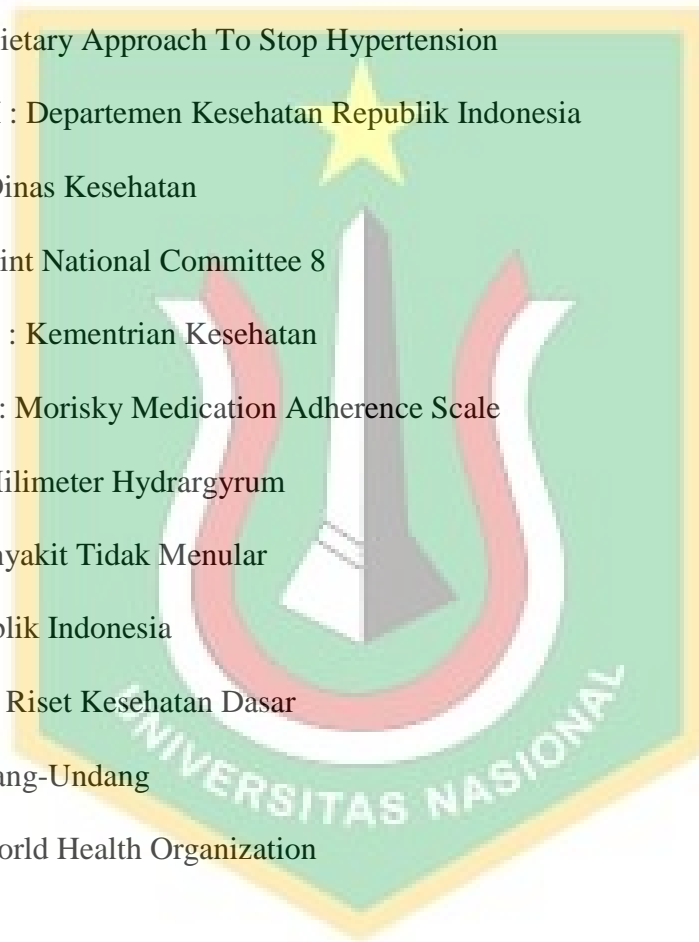 ietary Approach To Stop Hypertension
: Departemen Kesehatan Republik Indonesia
Dinas Kesehatan
int National Committee 8
: Kementrian Kesehatan
: Morisky Medication Adherence Scale
Milimeter Hydrargyrum
nyakit Tidak Menular
blik Indonesia
Riset Kesehatan Dasar
ang-Undang
orld Health Organization
UNIVERSITAS NASIONAL